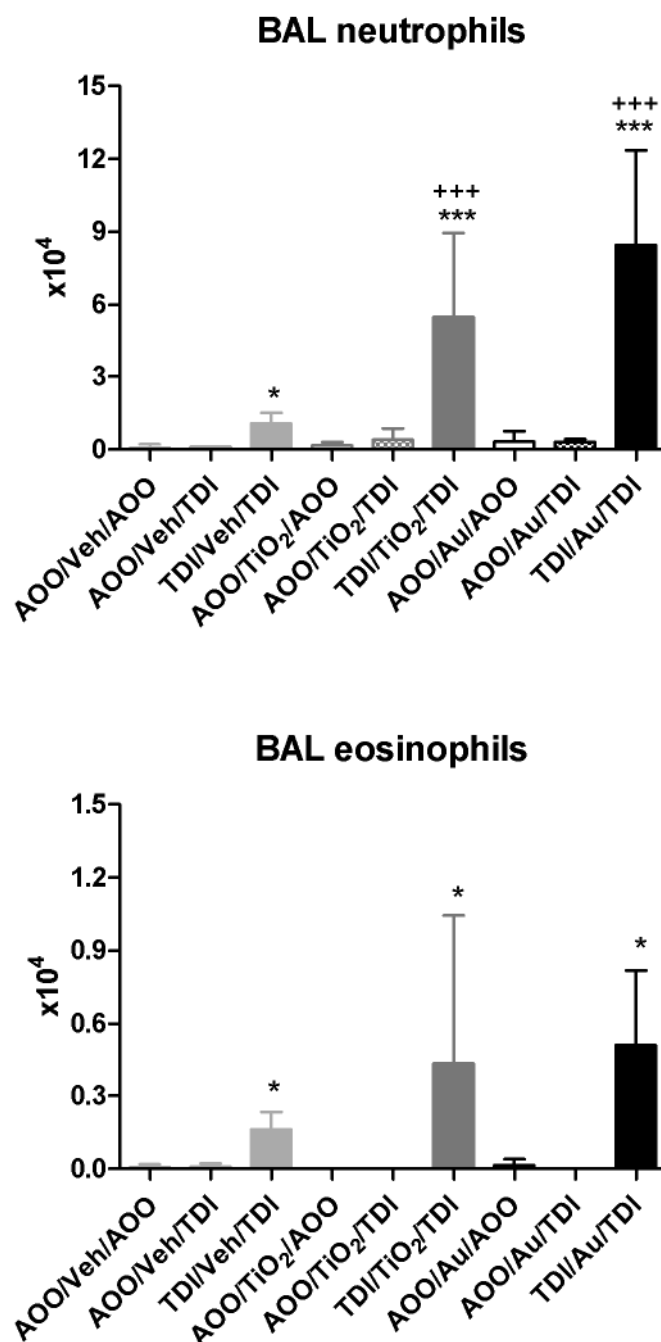 BAL neutrophils
15
12
9
6
3
0
x10⁴
*
+++
***
+++
***
AOO/Veh/AOO
AOO/Veh/TDI
TDI/Veh/TDI
AOO/TiO₂/AOO
AOO/TiO₂/TDI
TDI/TiO₂/TDI
AOO/Au/AOO
AOO/Au/TDI
TDI/Au/TDI
BAL eosinophils
1.5
1.2
0.9
0.6
0.3
0.0
x10⁴
*
*
*
AOO/Veh/AOO
AOO/Veh/TDI
TDI/Veh/TDI
AOO/TiO₂/AOO
AOO/TiO₂/TDI
TDI/TiO₂/TDI
AOO/Au/AOO
AOO/Au/TDI
TDI/Au/TDI